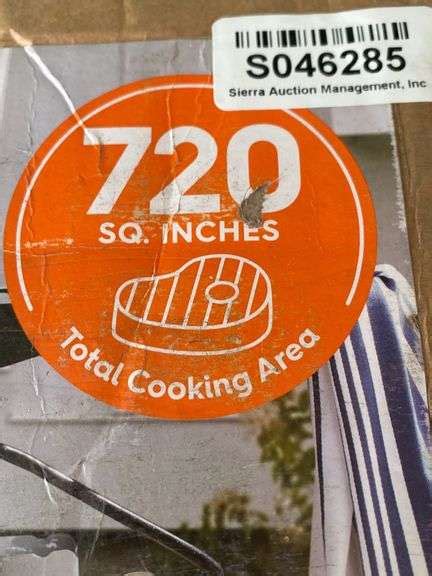 S046285
Sierra Auction Management, Inc
720
SQ. INCHES
Total Cooking Area